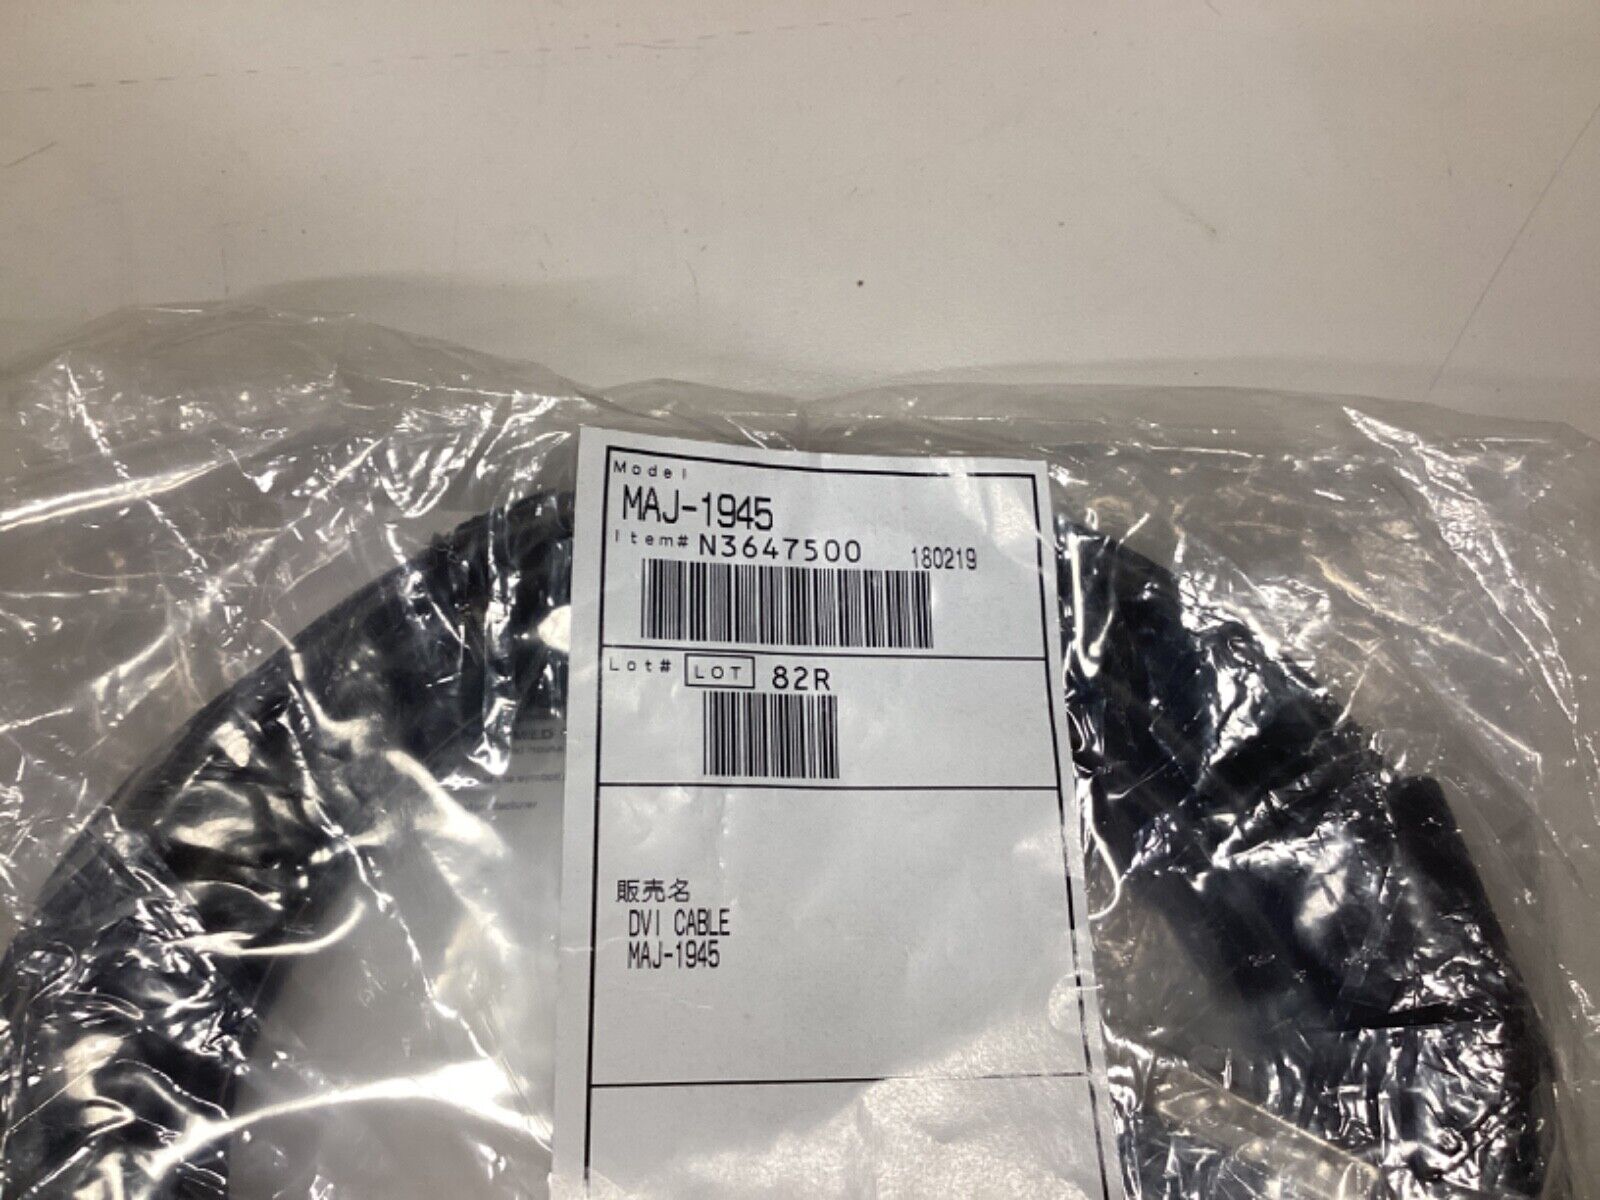 Model
MAJ-1945
Item# N3647500 180219
Lot# LOT 82R
販売名
DVI CABLE
MAJ-1945